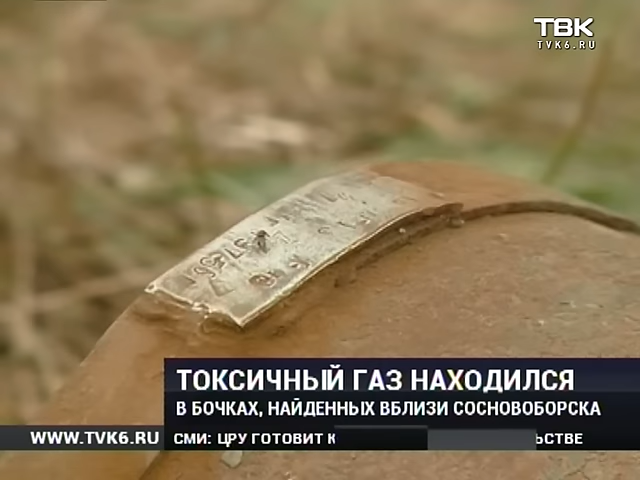 ТВК
TVK6.RU
ТОКСИЧНЫЙ ГАЗ НАХОДИЛСЯ
В БОЧКАХ, НАЙДЕННЫХ ВБЛИЗИ СОСНОВОБОРСКА
WWW.TVK6.RU СМИ: ЦРУ ГОТОВИТ